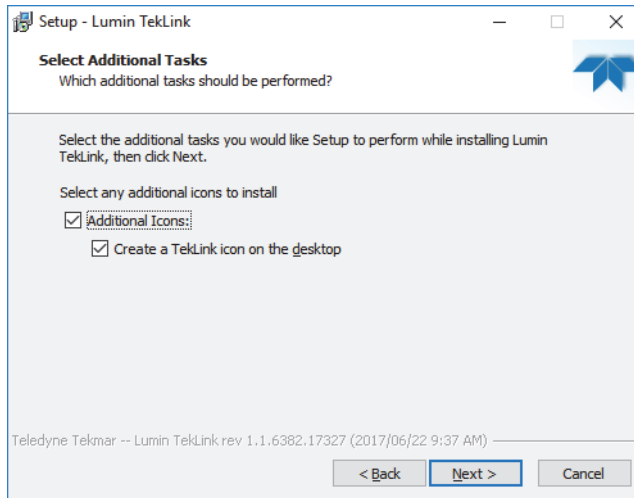 Setup - Lumin TekLink
Select Additional Tasks
Which additional tasks should be performed?
Select the additional tasks you would like Setup to perform while installing Lumin
TekLink, then click Next.
Select any additional icons to install
Additional Icons:
Create a TekLink icon on the desktop
Teledyne Tekmar -- Lumin TekLink rev 1.1.6382.17327 (2017/06/22 9:37 AM)
< Back Next > Cancel